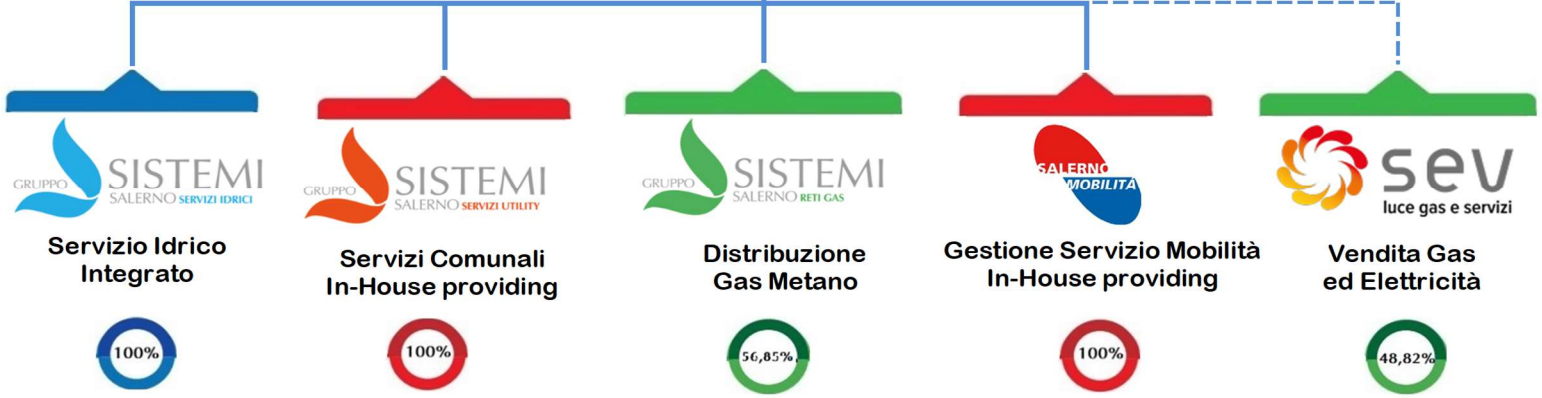 GRUPPO SISTEMI
SALERNO SERVIZI IDRICI
Servizio Idrico
Integrato
100%
GRUPPO SISTEMI
SALERNO SERVIZI UTILITY
Servizi Comunali
In-House providing
100%
GRUPPO SISTEMI
SALERNO RETI GAS
Distribuzione
Gas Metano
56,85%
SALERNO
MOBILITÀ
Gestione Servizio Mobilità
In-House providing
100%
sev
luce gas e servizi
Vendita Gas
ed Elettricità
48,82%